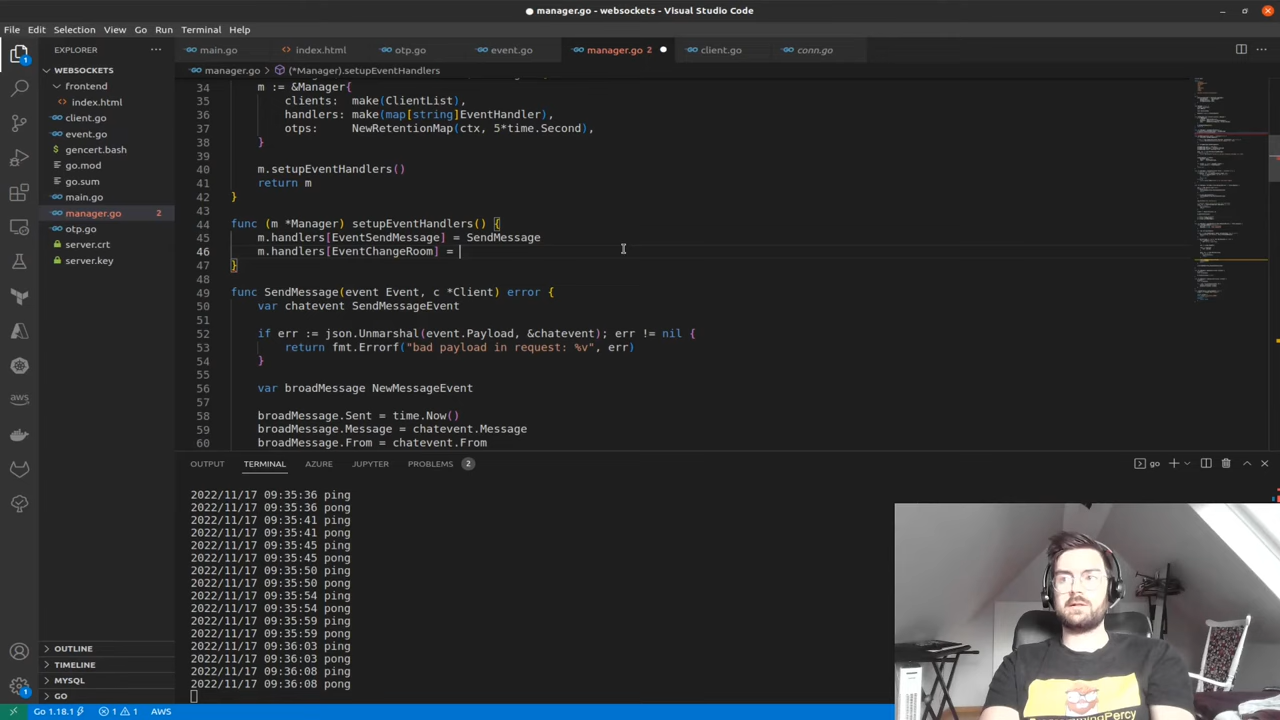 manager.go - websockets - Visual Studio Code
File Edit Selection View Go Run Terminal Help
EXPLORER
main.go index.html otp.go event.go manager.go 2 client.go conn.go
WEBSOCKETS
manager.go > (*Manager).setupEventHandlers
frontend
index.html
client.go
event.go
gencert.bash
go.mod
go.sum
main.go
manager.go 2
otp.go
server.crt
server.key
34 m := &Manager{
35 clients: make(ClientList),
36 handlers: make(map[string]EventHandler),
37 otps: NewRetentionMap(ctx, 5*time.Second),
38 }
39
40 m.setupEventHandlers()
41 return m
42 }
43
44 func (m *Manager) setupEventHandlers() {
45 m.handlers[EventSendMessage] = SendMessage
46 m.handlers[EventChangeRoom] =
47 }
48
49 func SendMessage(event Event, c *Client) error {
50 var chatevent SendMessageEvent
51
52 if err := json.Unmarshal(event.Payload, &chatevent); err != nil {
53 return fmt.Errorf("bad payload in request: %v", err)
54 }
55
56 var broadMessage NewMessageEvent
57
58 broadMessage.Sent = time.Now()
59 broadMessage.Message = chatevent.Message
60 broadMessage.From = chatevent.From
OUTPUT TERMINAL AZURE JUPYTER PROBLEMS 2
go
2022/11/17 09:35:36 ping
2022/11/17 09:35:36 pong
2022/11/17 09:35:41 ping
2022/11/17 09:35:41 pong
2022/11/17 09:35:45 ping
2022/11/17 09:35:45 pong
2022/11/17 09:35:50 ping
2022/11/17 09:35:50 pong
2022/11/17 09:35:54 ping
2022/11/17 09:35:54 pong
2022/11/17 09:35:59 ping
2022/11/17 09:35:59 pong
2022/11/17 09:36:03 ping
2022/11/17 09:36:03 pong
2022/11/17 09:36:08 ping
2022/11/17 09:36:08 pong
OUTLINE
TIMELINE
MYSQL
GO
aws
1
1
Go 1.18.1 1 1 AWS